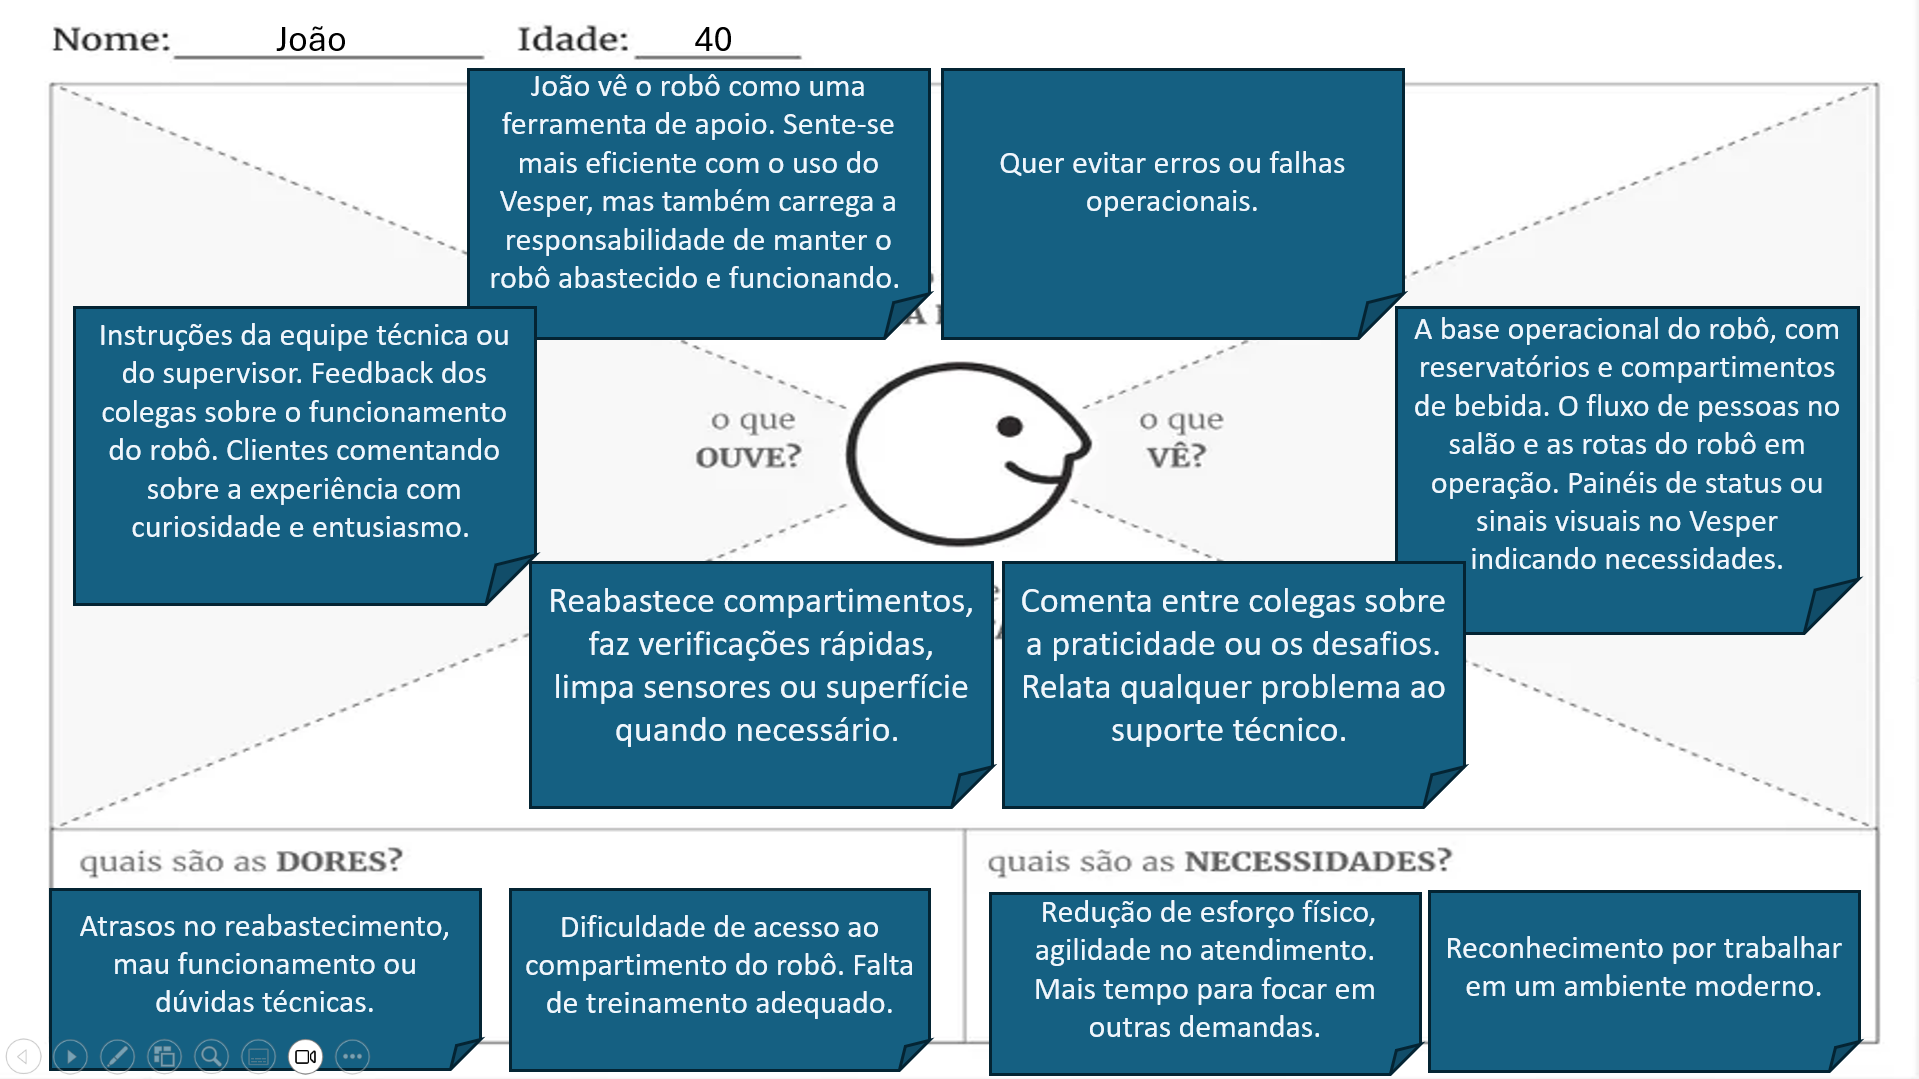 Nome: João Idade: 40
João vê o robô como uma
ferramenta de apoio. Sente-se
mais eficiente com o uso do
Vesper, mas também carrega a
responsabilidade de manter o
robô abastecido e funcionando.
Quer evitar erros ou falhas
operacionais.
Instruções da equipe técnica ou
do supervisor. Feedback dos
colegas sobre o funcionamento
do robô. Clientes comentando
sobre a experiência com
curiosidade e entusiasmo.
o que
OUVE?
o que
VÊ?
A base operacional do robô, com
reservatórios e compartimentos
de bebida. O fluxo de pessoas no
salão e as rotas do robô em
operação. Painéis de status ou
sinais visuais no Vesper
indicando necessidades.
Reabastece compartimentos,
faz verificações rápidas,
limpa sensores ou superfície
quando necessário.
Comenta entre colegas sobre
a praticidade ou os desafios.
Relata qualquer problema ao
suporte técnico.
quais são as DORES?
Atrasos no reabastecimento,
mau funcionamento ou
dúvidas técnicas.
Dificuldade de acesso ao
compartimento do robô. Falta
de treinamento adequado.
quais são as NECESSIDADES?
Redução de esforço físico,
agilidade no atendimento.
Mais tempo para focar em
outras demandas.
Reconhecimento por trabalhar
em um ambiente moderno.